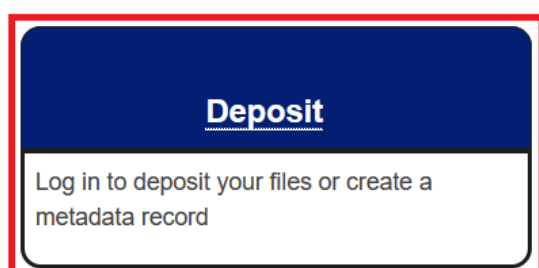 Deposit
Log in to deposit your files or create a
metadata record